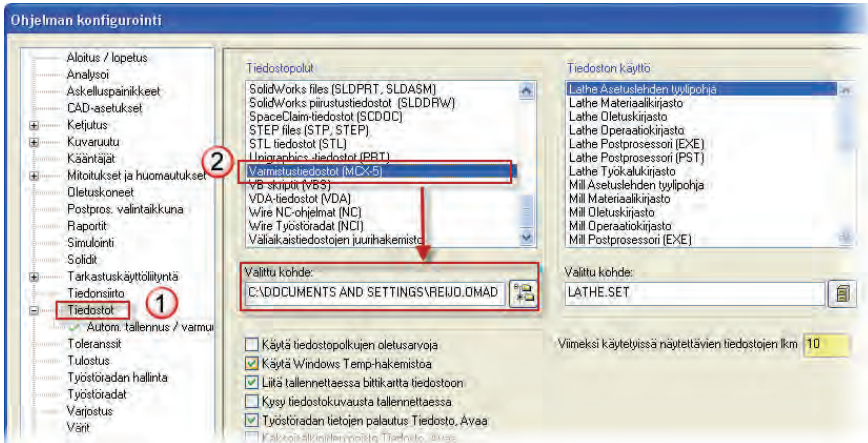 Ohjelman konfigurointi
Aloitus / lopetus
Analysoi
Askelluspainikkeet
CAD-asetukset
Ketjutus
Kuvaruutu
Kääntäjät
Mitoitukset ja huomautukset
Oletuskoneet
Postpros. valintaikkuna
Raportit
Simulointi
Solidit
Tarkastuskäyttöliityntä
Tiedonsiirto
Tiedostot
1
Autom. tallennus / varmu
Toleranssit
Tulostus
Työstöradan hallinta
Työstöradat
Varjostus
Värit
Tiedostopolut
SolidWorks files (SLDPRT, SLDASM)
SolidWorks piirustustiedostot (SLDDRW)
SpaceClaim-tiedostot (SCDOC)
STEP files (STP, STEP)
STL tiedostot (STL)
Unigraphics -tiedostot (PRT)
2
Varmistustiedostot (MCX-5)
VB skriptit (VBS)
VDA-tiedostot (VDA)
Wire NC-ohjelmat (NC)
Wire Työstöradat (NCI)
Väliaikaistiedostojen juurihakemisto
Valittu kohde:
C:\DOCUMENTS AND SETTINGS\REIJO.OMAD
Käytä tiedostopolkujen oletusarvoja
Käytä Windows Temp-hakemistoa
Liitä tallennettaessa bittikartta tiedostoon
Kysy tiedostokuvausta tallennettaessa
Työstöradan tietojen palautus Tiedosto, Avaa
Tiedosto, Avaa
Tiedoston käyttö
Lathe Asetuslehden tyylipohja
Lathe Materiaalikirjasto
Lathe Oletuskirjasto
Lathe Operaatiokirjasto
Lathe Postprosessori (EXE)
Lathe Postprosessori (PST)
Lathe Työkalukirjasto
Mill Asetuslehden tyylipohja
Mill Materiaalikirjasto
Mill Oletuskirjasto
Mill Operaatiokirjasto
Mill Postprosessori (EXE)
Valittu kohde:
LATHE.SET
Viimeksi käytetyissä näytettävien tiedostojen lkm 10